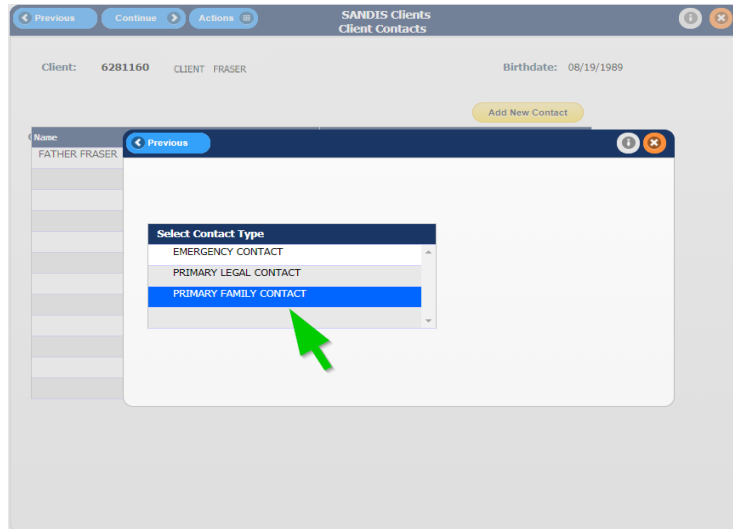 Previous Continue Actions SANDIS Clients
Client Contacts
Client: 6281160 CLIENT FRASER Birthdate: 08/19/1989
Add New Contact
Name
FATHER FRASER
Previous
Select Contact Type
EMERGENCY CONTACT
PRIMARY LEGAL CONTACT
PRIMARY FAMILY CONTACT